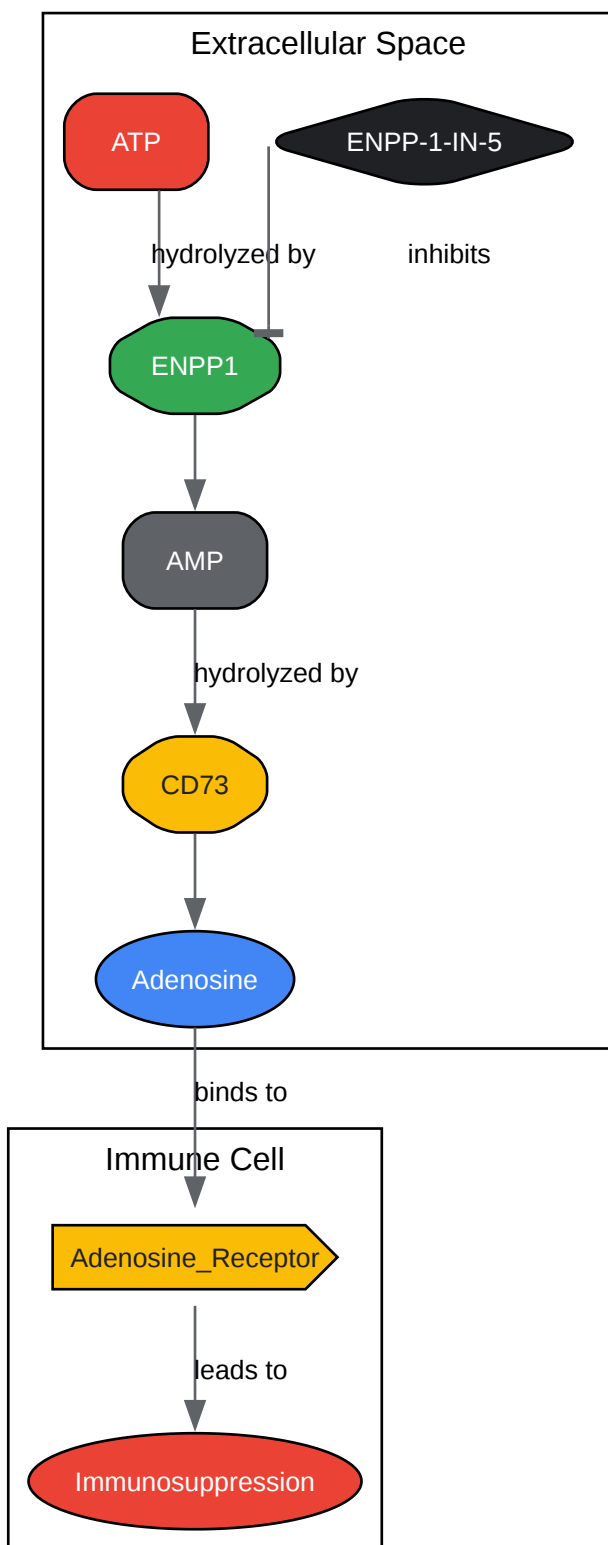 Extracellular Space
ATP
ENPP-1-IN-5
hydrolyzed by
inhibits
ENPP1
AMP
hydrolyzed by
CD73
Adenosine
binds to
Immune Cell
Adenosine_Receptor
leads to
Immunosuppression